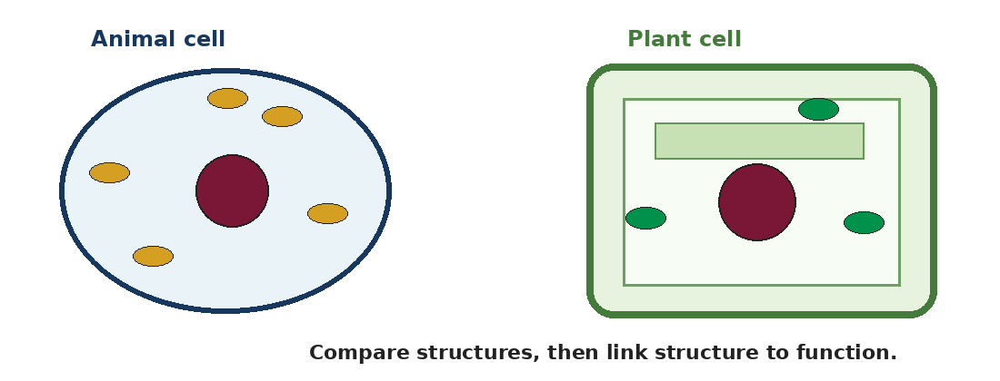 Animal cell
Plant cell
Compare structures, then link structure to function.